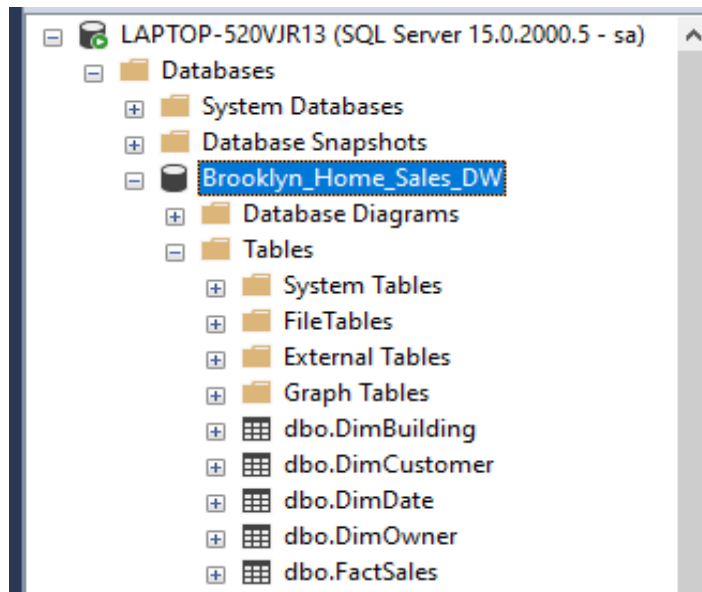 LAPTOP-520VJR13 (SQL Server 15.0.2000.5 - sa)
Databases
System Databases
Database Snapshots
Brooklyn_Home_Sales_DW
Database Diagrams
Tables
System Tables
FileTables
External Tables
Graph Tables
dbo.DimBuilding
dbo.DimCustomer
dbo.DimDate
dbo.DimOwner
dbo.FactSales